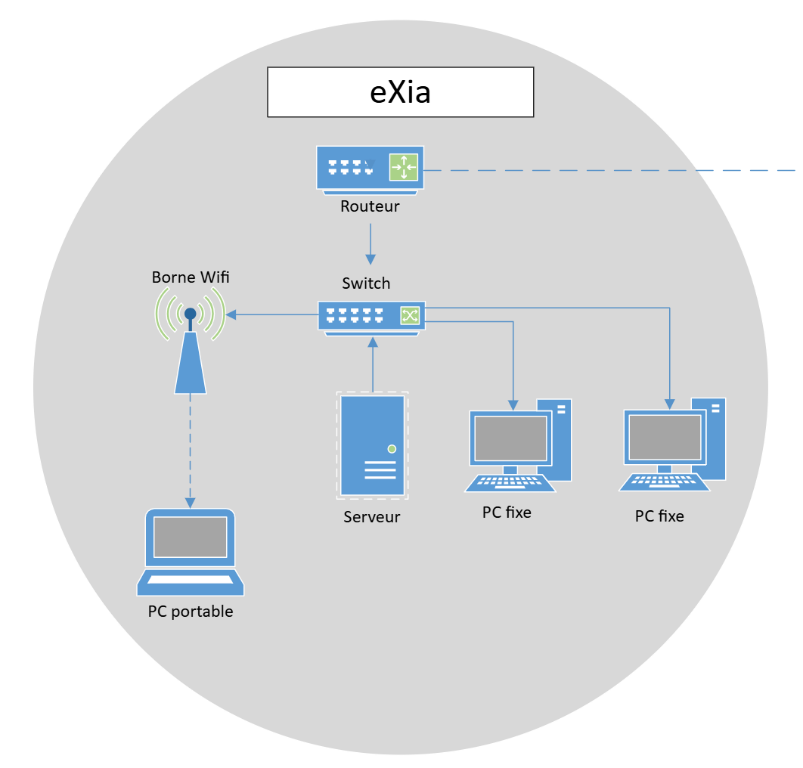 eXia
Routeur
Switch
Borne Wifi
Serveur
PC fixe
PC fixe
PC portable